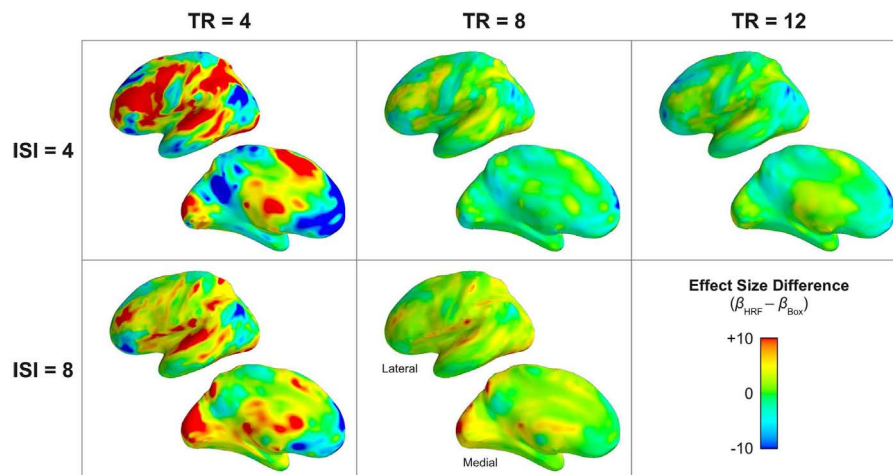 TR = 4
TR = 8
TR = 12
ISI = 4
ISI = 8
Lateral
Medial
Effect Size Difference
(βHRF – βBox)
+10
0
-10